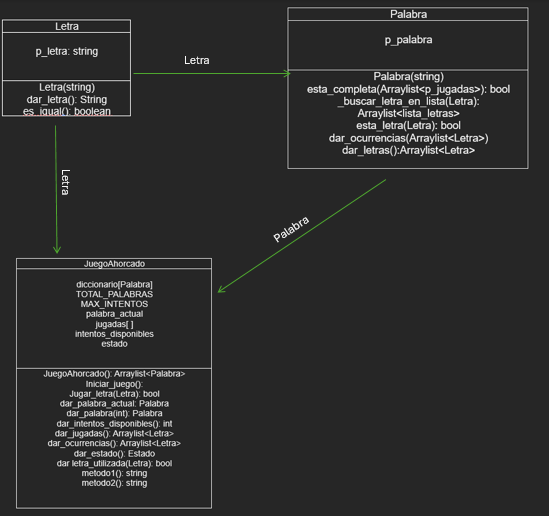 Letra
p_letra: string
Letra(string)
dar_letra(): String
es_igual(): boolean
Letra
Palabra
p_palabra
Palabra(string)
esta_completa(Arraylist<p_jugadas>): bool
_buscar_letra_en_lista(Letra):
Arraylist<lista_letras>
esta_letra(Letra): bool
dar_ocurrencias(Arraylist<Letra>)
dar_letras():Arraylist<Letra>
Letra
Palabra
JuegoAhorcado
diccionario[Palabra]
TOTAL_PALABRAS
MAX_INTENTOS
palabra_actual
jugadas[ ]
intentos_disponibles
estado
JuegoAhorcado(): Arraylist<Palabra>
Iniciar_juego():
Jugar_letra(Letra): bool
dar_palabra_actual: Palabra
dar_palabra(int): Palabra
dar_intentos_disponibles(): int
dar_jugadas(): Arraylist<Letra>
dar_ocurrencias(): Arraylist<Letra>
dar_estado(): Estado
dar letra_utilizada(Letra): bool
metodo1(): string
metodo2(): string